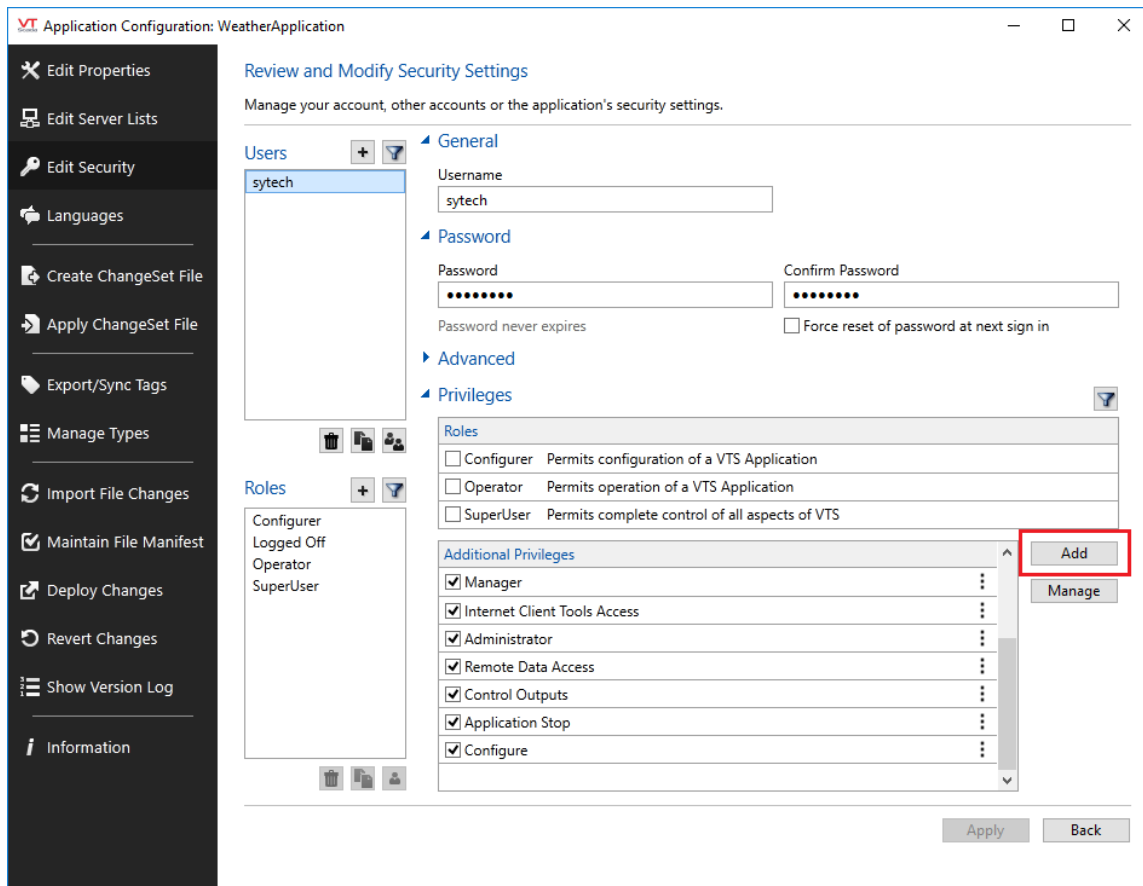 VT Application Configuration: WeatherApplication
Edit Properties
Edit Server Lists
Edit Security
Languages
Create ChangeSet File
Apply ChangeSet File
Export/Sync Tags
Manage Types
Import File Changes
Maintain File Manifest
Deploy Changes
Revert Changes
Show Version Log
Information
Review and Modify Security Settings
Manage your account, other accounts or the application's security settings.
Users
sytech
Roles
Configurer
Logged Off
Operator
SuperUser
General
Username
sytech
Password
Password Confirm Password
Password never expires Force reset of password at next sign in
Advanced
Privileges
Roles
Configurer Permits configuration of a VTS Application
Operator Permits operation of a VTS Application
SuperUser Permits complete control of all aspects of VTS
Additional Privileges
Manager
Internet Client Tools Access
Administrator
Remote Data Access
Control Outputs
Application Stop
Configure
Add
Manage
Apply Back